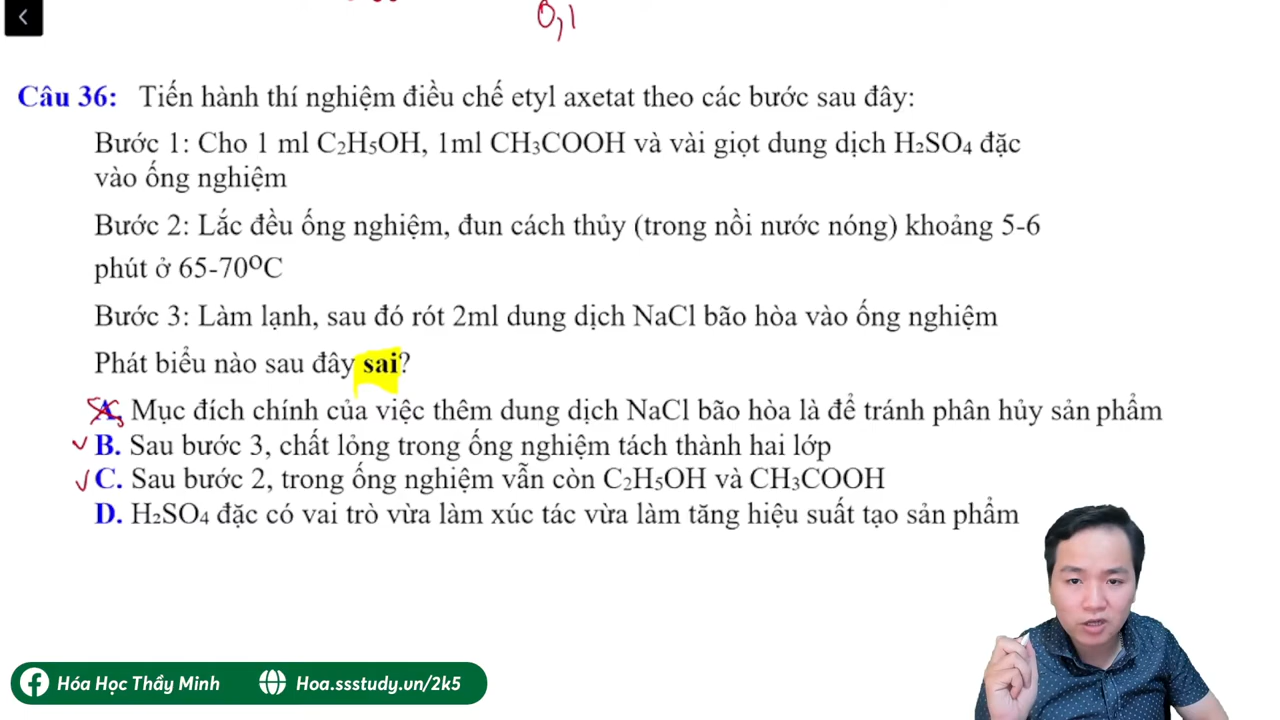 0,1
Câu 36: Tiến hành thí nghiệm điều chế etyl axetat theo các bước sau đây:
Bước 1: Cho 1 ml C₂H₅OH, 1ml CH₃COOH và vài giọt dung dịch H₂SO₄ đặc
vào ống nghiệm
Bước 2: Lắc đều ống nghiệm, đun cách thủy (trong nồi nước nóng) khoảng 5-6
phút ở 65-70ºC
Bước 3: Làm lạnh, sau đó rót 2ml dung dịch NaCl bão hòa vào ống nghiệm
Phát biểu nào sau đây sai?
A. Mục đích chính của việc thêm dung dịch NaCl bão hòa là để tránh phân hủy sản phẩm
B. Sau bước 3, chất lỏng trong ống nghiệm tách thành hai lớp
C. Sau bước 2, trong ống nghiệm vẫn còn C₂H₅OH và CH₃COOH
D. H₂SO₄ đặc có vai trò vừa làm xúc tác vừa làm tăng hiệu suất tạo sản phẩm
Hóa Học Thầy Minh
Hoa.ssstudy.vn/2k5